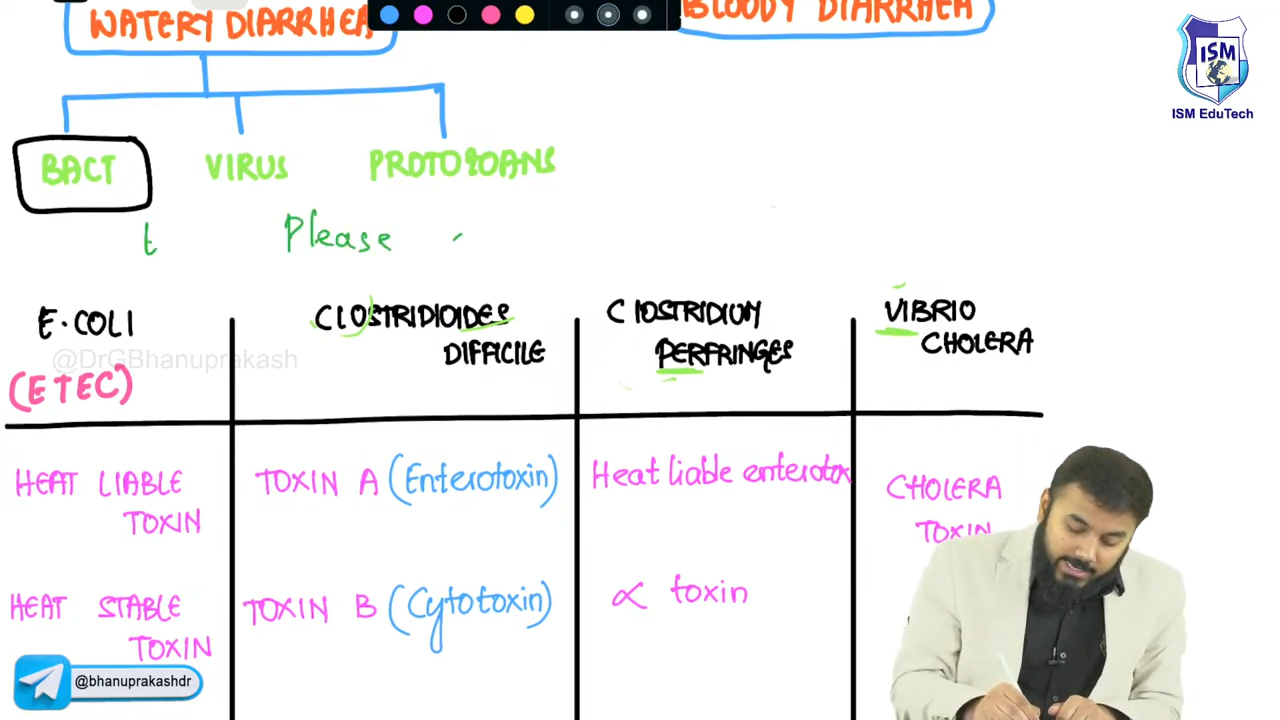 WATERY DIARRHEA
BLOODY DIARRHEA
ISM
ISM EduTech
BACT VIRUS PROTOZOANS
t Please
E.COLI
(ETEC)
@DrGBhanuprakash
CLOSTRIDIOIDES
DIFFICILE
CLOSTRIDIUM
PERFRINGES
VIBRIO
CHOLERA
HEAT LIABLE
TOXIN
TOXIN A (Enterotoxin)
Heat liable enterotox
CHOLERA
TOXIN
HEAT STABLE
TOXIN
TOXIN B (Cytotoxin)
∝ toxin
@bhanuprakashdr